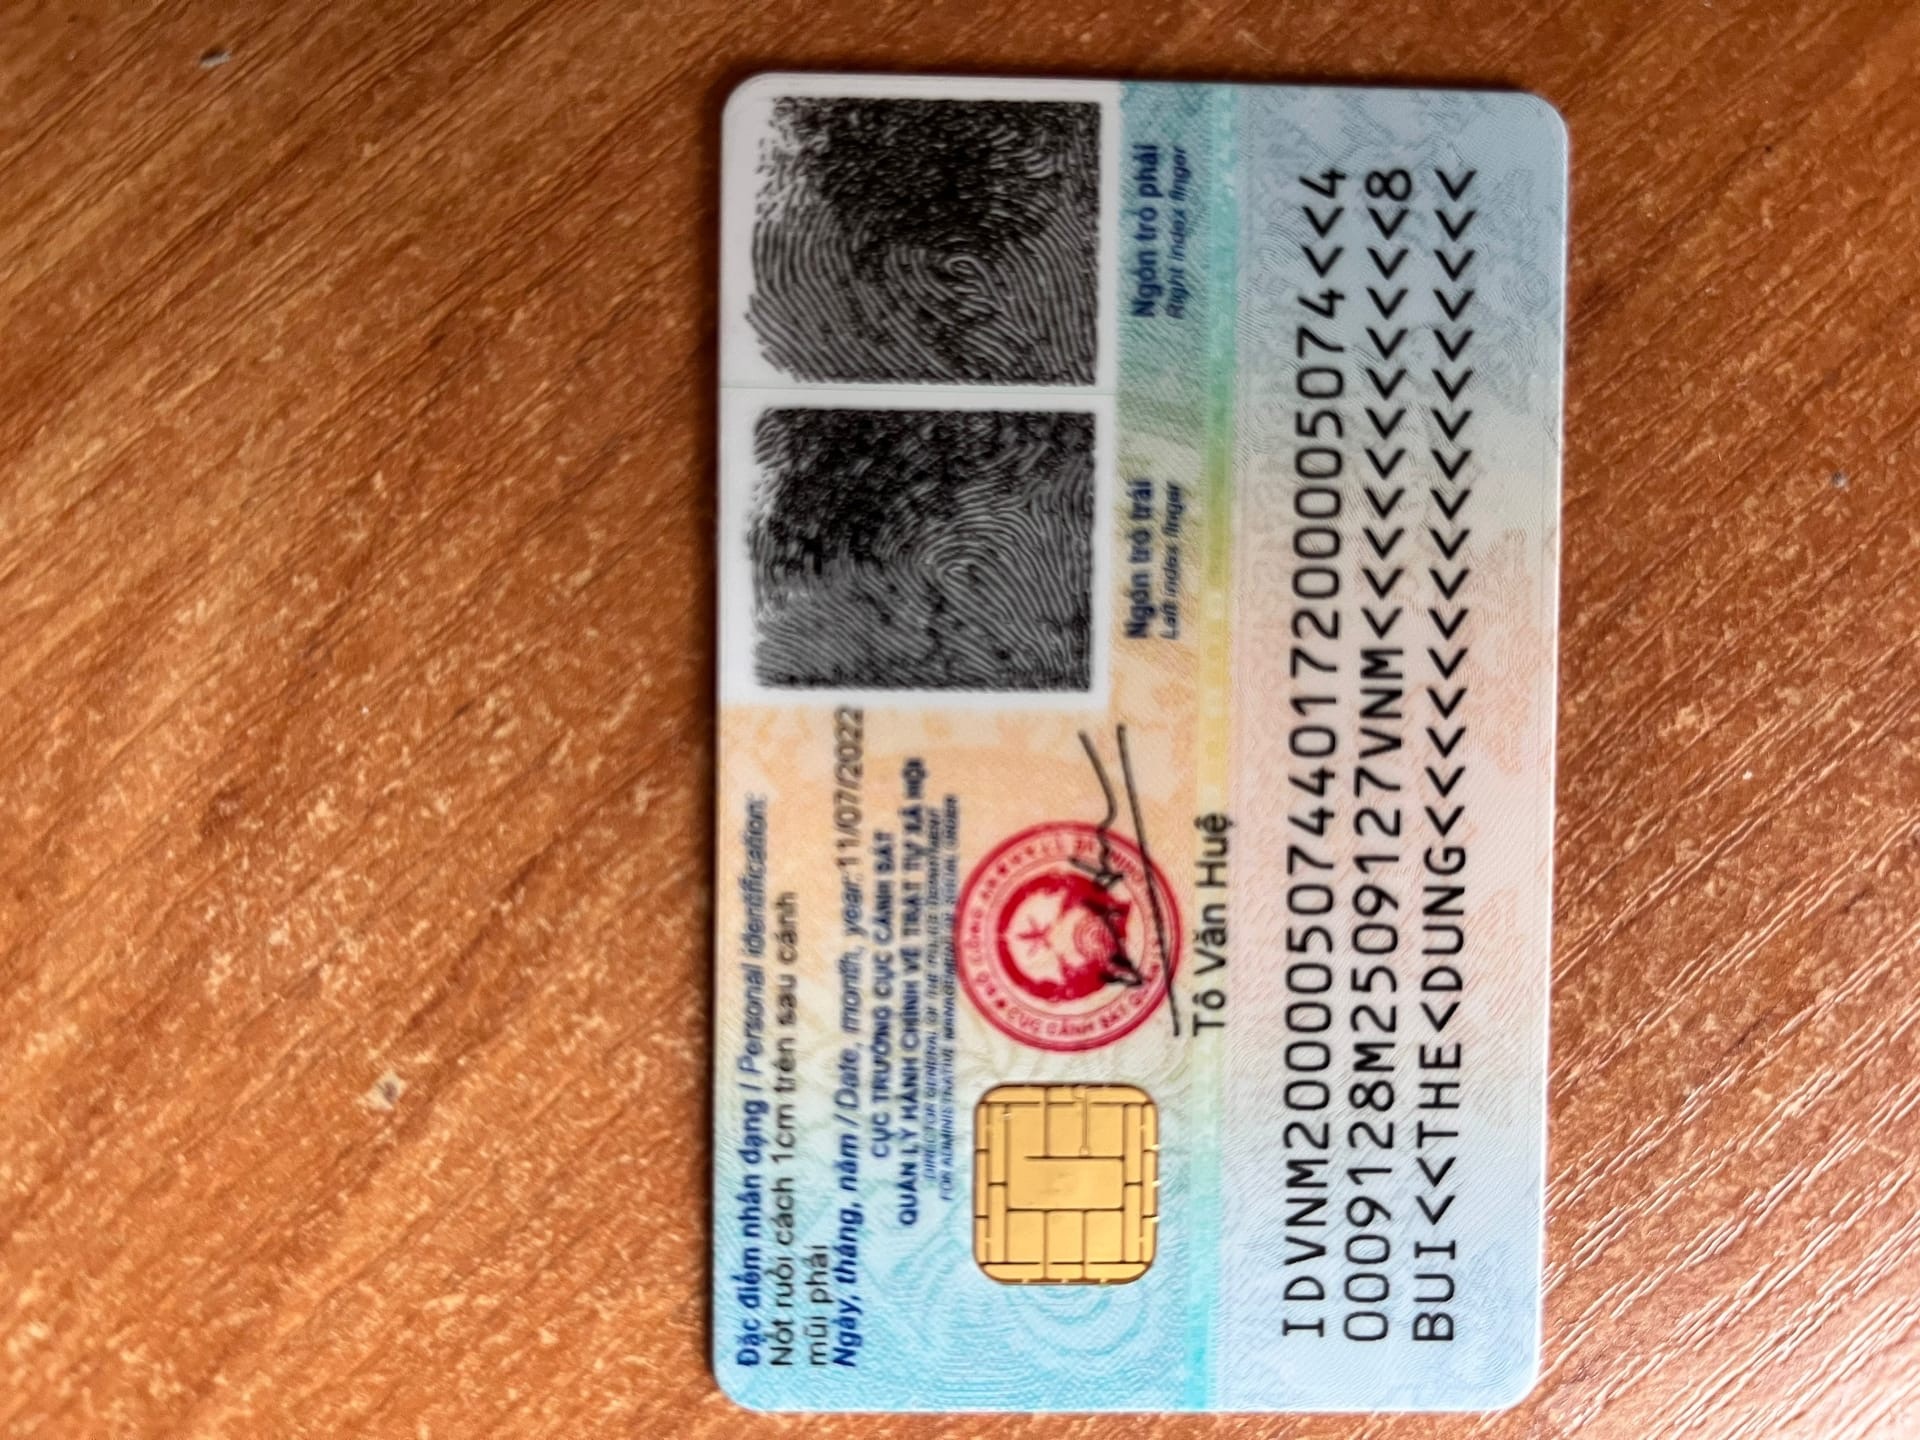 Đặc điểm nhân dạng / Personal identification:
Nốt ruồi cách 1cm trên sau cánh
mũi phải
Ngày, tháng, năm / Date, month, year: 11/07/2022
CỤC TRƯỞNG CỤC CẢNH SÁT
QUẢN LÝ HÀNH CHÍNH VỀ TRẬT TỰ XÃ HỘI
DIRECTOR GENERAL OF THE POLICE DEPARTMENT
FOR ADMINISTRATIVE MANAGEMENT OF SOCIAL ORDER
BỘ CÔNG AN
Tô Văn Huệ
Ngón trỏ trái
Left index finger
Ngón trỏ phải
Right index finger
IDVNM2000050744017200005074<<4
0009128M2509127VNM<<<<<<<<<<<8
BUI<<THE<DUNG<<<<<<<<<<<<<<<<<